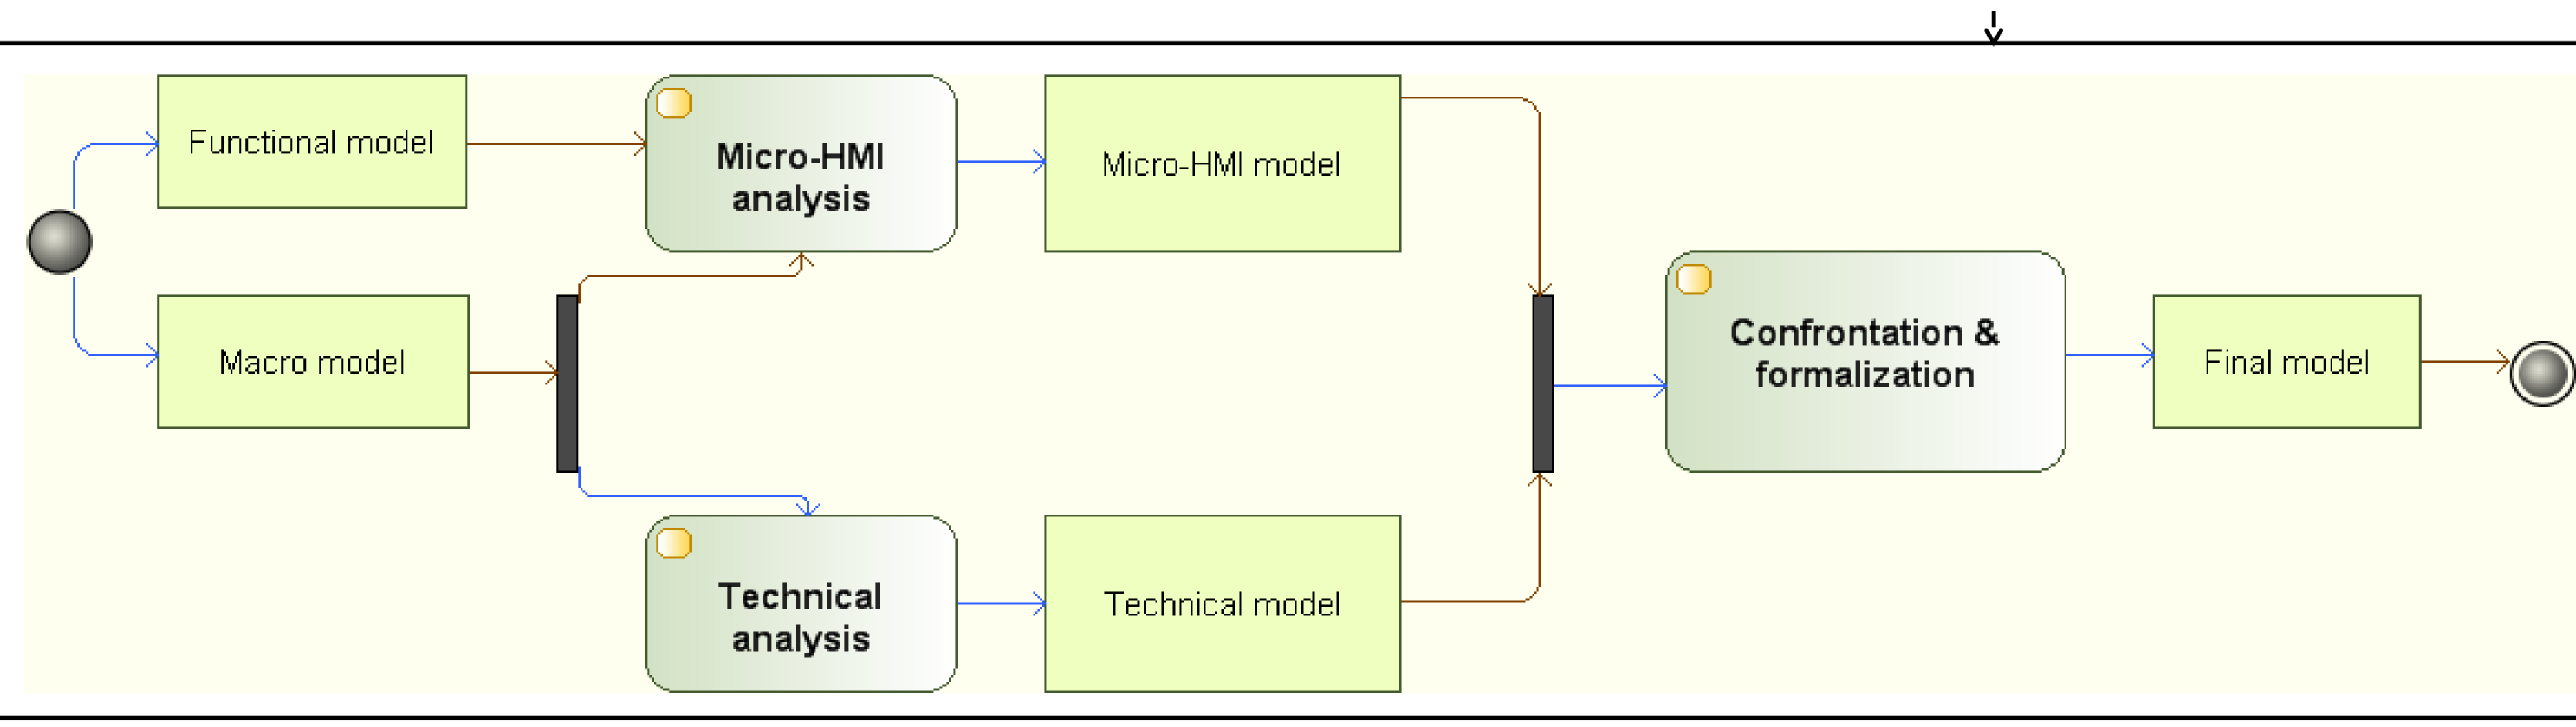 Functional model
Micro-HMI
analysis
Micro-HMI model
Macro model
Confrontation &
formalization
Final model
Technical
analysis
Technical model